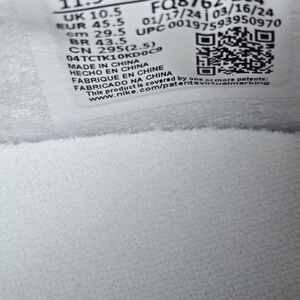 UK 10.5
EUR 45.5
cm 29.5
BR 43.5
CN 295(2.5)
04TCTK10KD0C9
MADE IN CHINA
HECHO EN CHINA
FABRIQUE EN CHINE
FABRICADO NA CHINA
01/17/24 03/16/24
UPC 00197593950970
This product is covered by one or more patents:
www.nike.com/patentsvirtualmarking